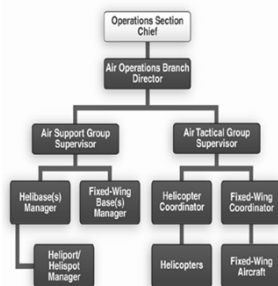 Operations Section
Chief
Air Operations Branch
Director
Air Support Group
Supervisor
Air Tactical Group
Supervisor
Helibase(s)
Manager
Fixed-Wing
Base(s)
Manager
Helicopter
Coordinator
Fixed-Wing
Coordinator
Heliport/
Helispot
Manager
Helicopters
Fixed-Wing
Aircraft